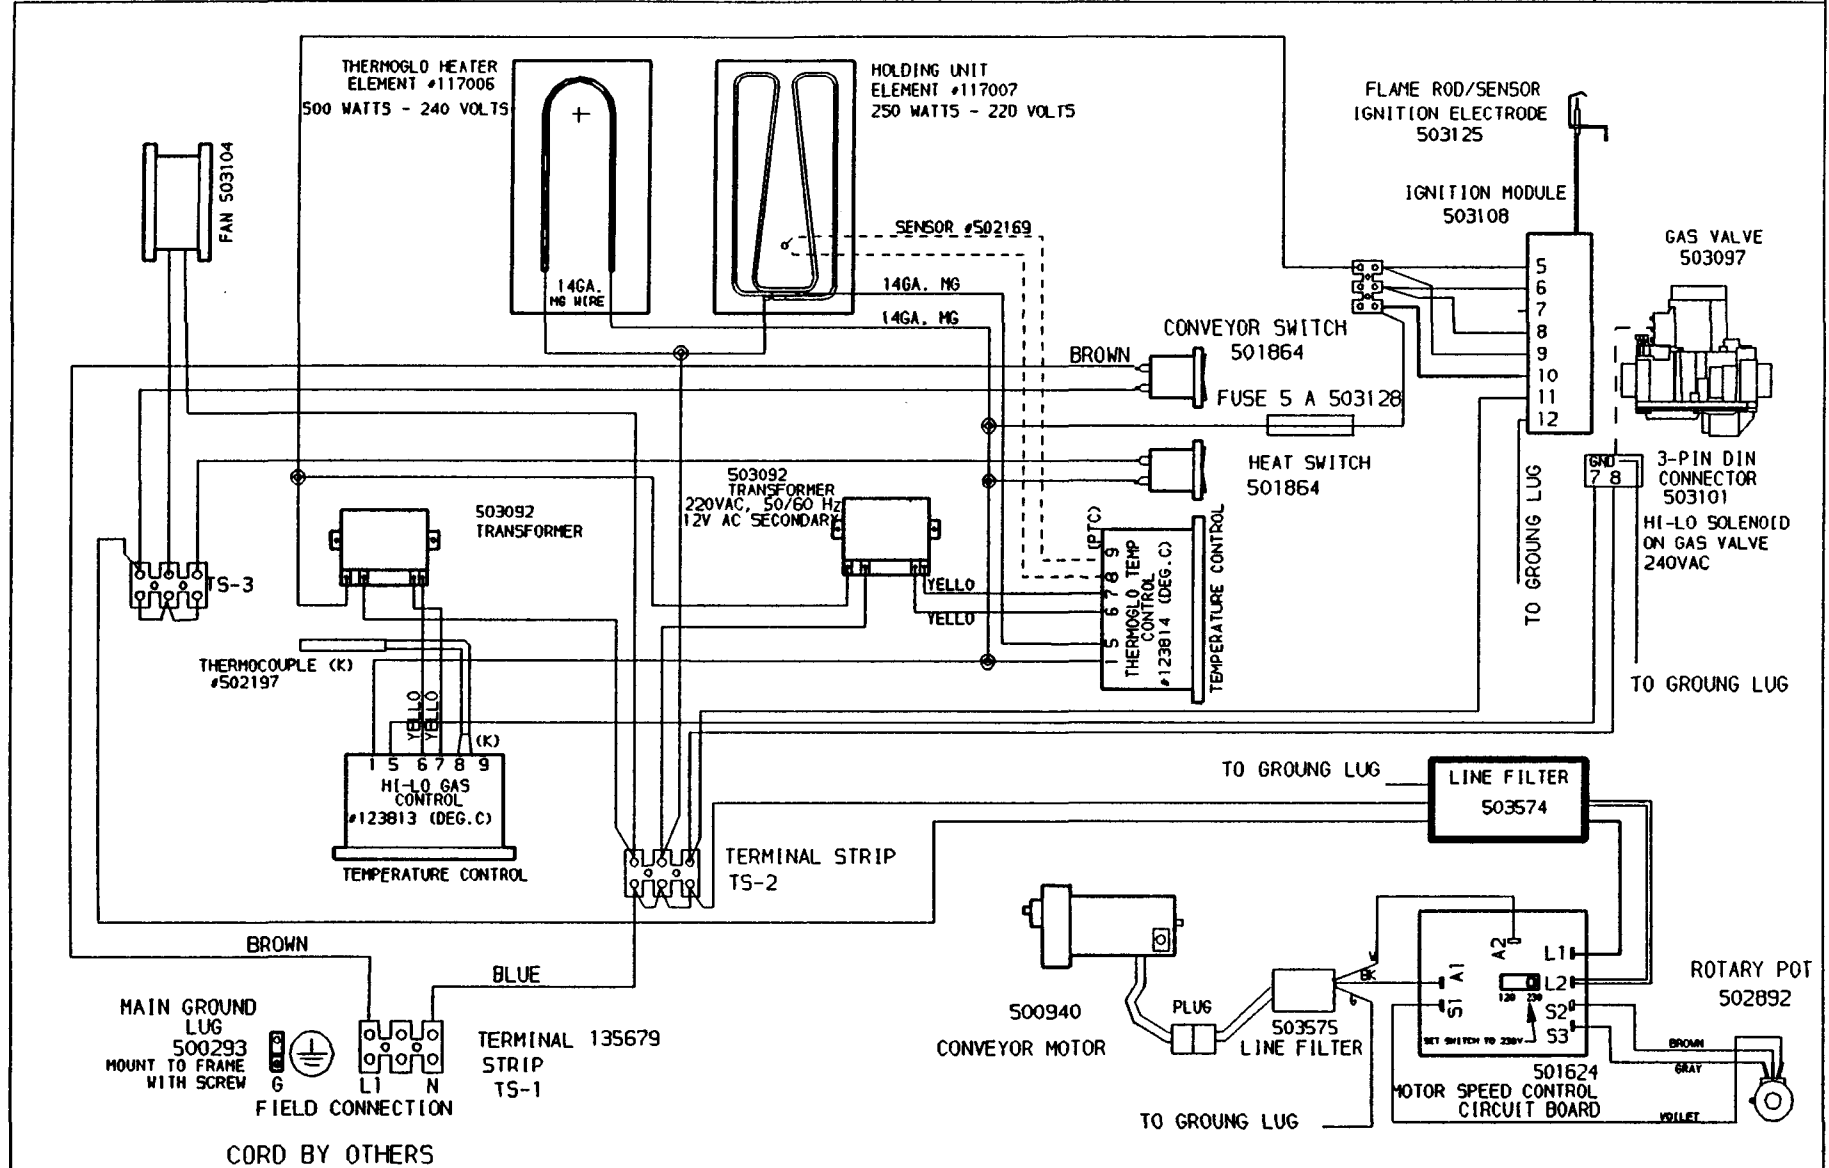 THERMOGLO HEATER
ELEMENT #117006
500 WATTS - 240 VOLTS
14GA.
MG WIRE
HOLDING UNIT
ELEMENT #117007
250 WATTS - 220 VOLTS
FLAME ROD/SENSOR
IGNITION ELECTRODE
503125
IGNITION MODULE
503108
GAS VALVE
503097
FAN 503104
SENSOR #502169
14GA. MG
14GA. MG
5
6
7
8
9
10
11
12
CONVEYOR SWITCH
501864
BROWN
FUSE 5 A 503128
HEAT SWITCH
501864
TO GROUNG LUG
GND
7 8
3-PIN DIN
CONNECTOR
503101
HI-LO SOLENOID
ON GAS VALVE
240VAC
TO GROUNG LUG
503092
TRANSFORMER
503092
TRANSFORMER
220VAC, 50/60 HZ
12V AC SECONDARY
YELLO
YELLO
(PTC)
9
8
7
6
5
1
THERMOGLO TEMP
CONTROL
#123814 (DEG.C)
TEMPERATURE CONTROL
TS-3
THERMOCOUPLE (K)
#502197
YELLO
YELLO
(K)
1 5 6 7 8 9
HI-LO GAS
CONTROL
#123813 (DEG.C)
TEMPERATURE CONTROL
TERMINAL STRIP
TS-2
TO GROUNG LUG
LINE FILTER
503574
BROWN
BLUE
MAIN GROUND
LUG
500293
MOUNT TO FRAME
WITH SCREW
G
L1
N
FIELD CONNECTION
TERMINAL 135679
STRIP
TS-1
CORD BY OTHERS
500940
CONVEYOR MOTOR
PLUG
503575
LINE FILTER
BK
G
TO GROUNG LUG
A2
A1
S1
L1
L2
S2
S3
120 230
SET SWITCH TO 230V
501624
MOTOR SPEED CONTROL
CIRCUIT BOARD
ROTARY POT
502892
BROWN
GRAY
VOILET